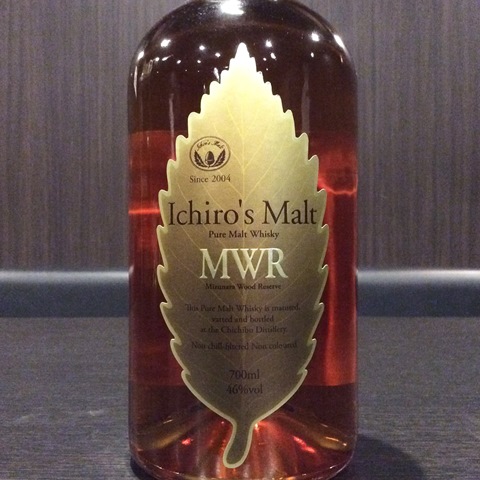 Ichiro's Malt
Since 2004
Ichiro's Malt
Pure Malt Whisky
MWR
Mizunara Wood Reserve
This Pure Malt Whisky is matured,
vatted and bottled
at the Chichibu Distillery.
Non chill-filtered Non coloured
700ml
46%vol